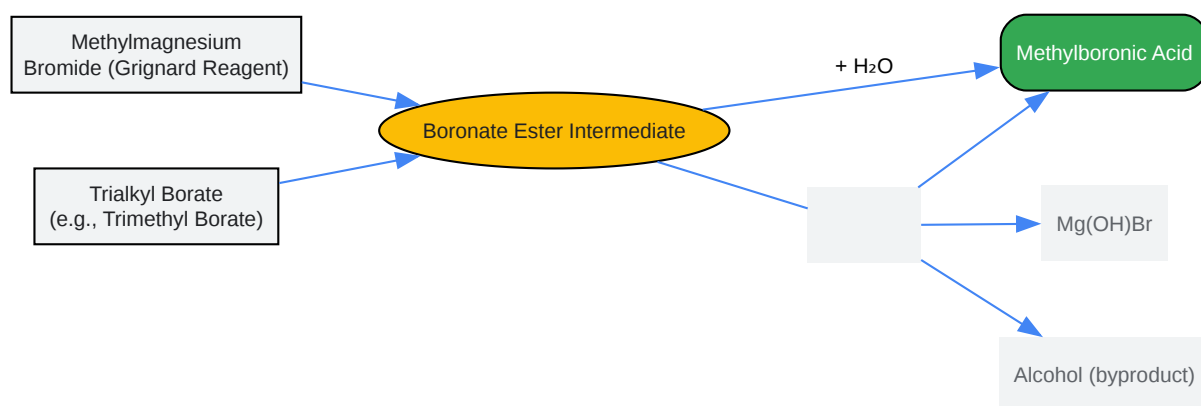 Methylmagnesium
Bromide (Grignard Reagent)
Trialkyl Borate
(e.g., Trimethyl Borate)
Boronate Ester Intermediate
+ H₂O
Methylboronic Acid
Mg(OH)Br
Alcohol (byproduct)